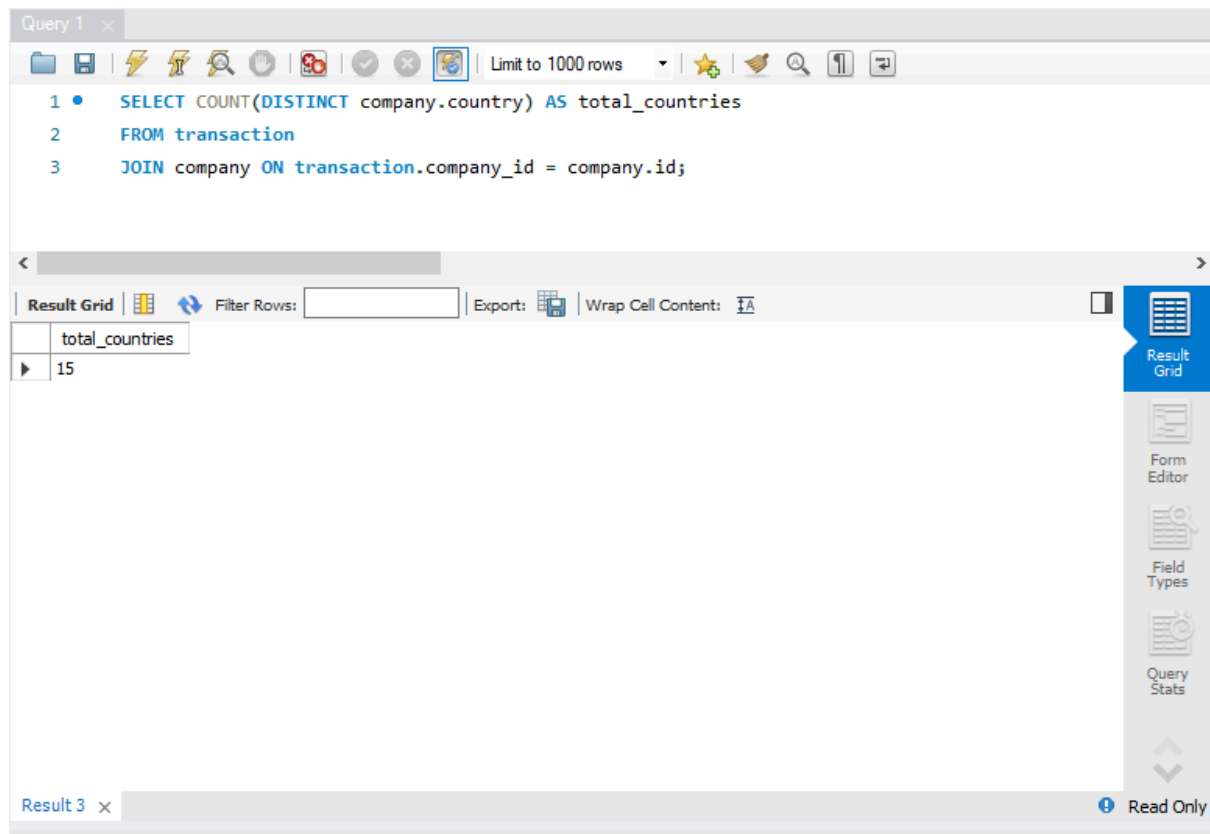 Query 1
Limit to 1000 rows
1 SELECT COUNT(DISTINCT company.country) AS total_countries
2 FROM transaction
3 JOIN company ON transaction.company_id = company.id;
Result Grid Filter Rows: Export: Wrap Cell Content:
total_countries
15
Result
Grid
Form
Editor
Field
Types
Query
Stats
Result 3 Read Only